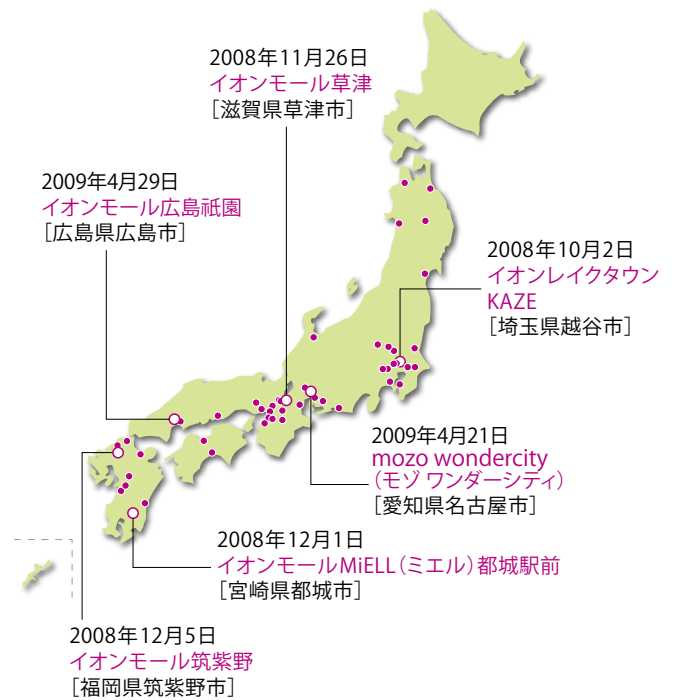 2008年11月26日
イオンモール草津
［滋賀県草津市］
2009年4月29日
イオンモール広島祇園
［広島県広島市］
2008年10月2日
イオンレイクタウン
KAZE
［埼玉県越谷市］
2009年4月21日
mozo wondercity
（モゾ ワンダーシティ）
［愛知県名古屋市］
2008年12月1日
イオンモールMiELL（ミエル）都城駅前
［宮崎県都城市］
2008年12月5日
イオンモール筑紫野
［福岡県筑紫野市］